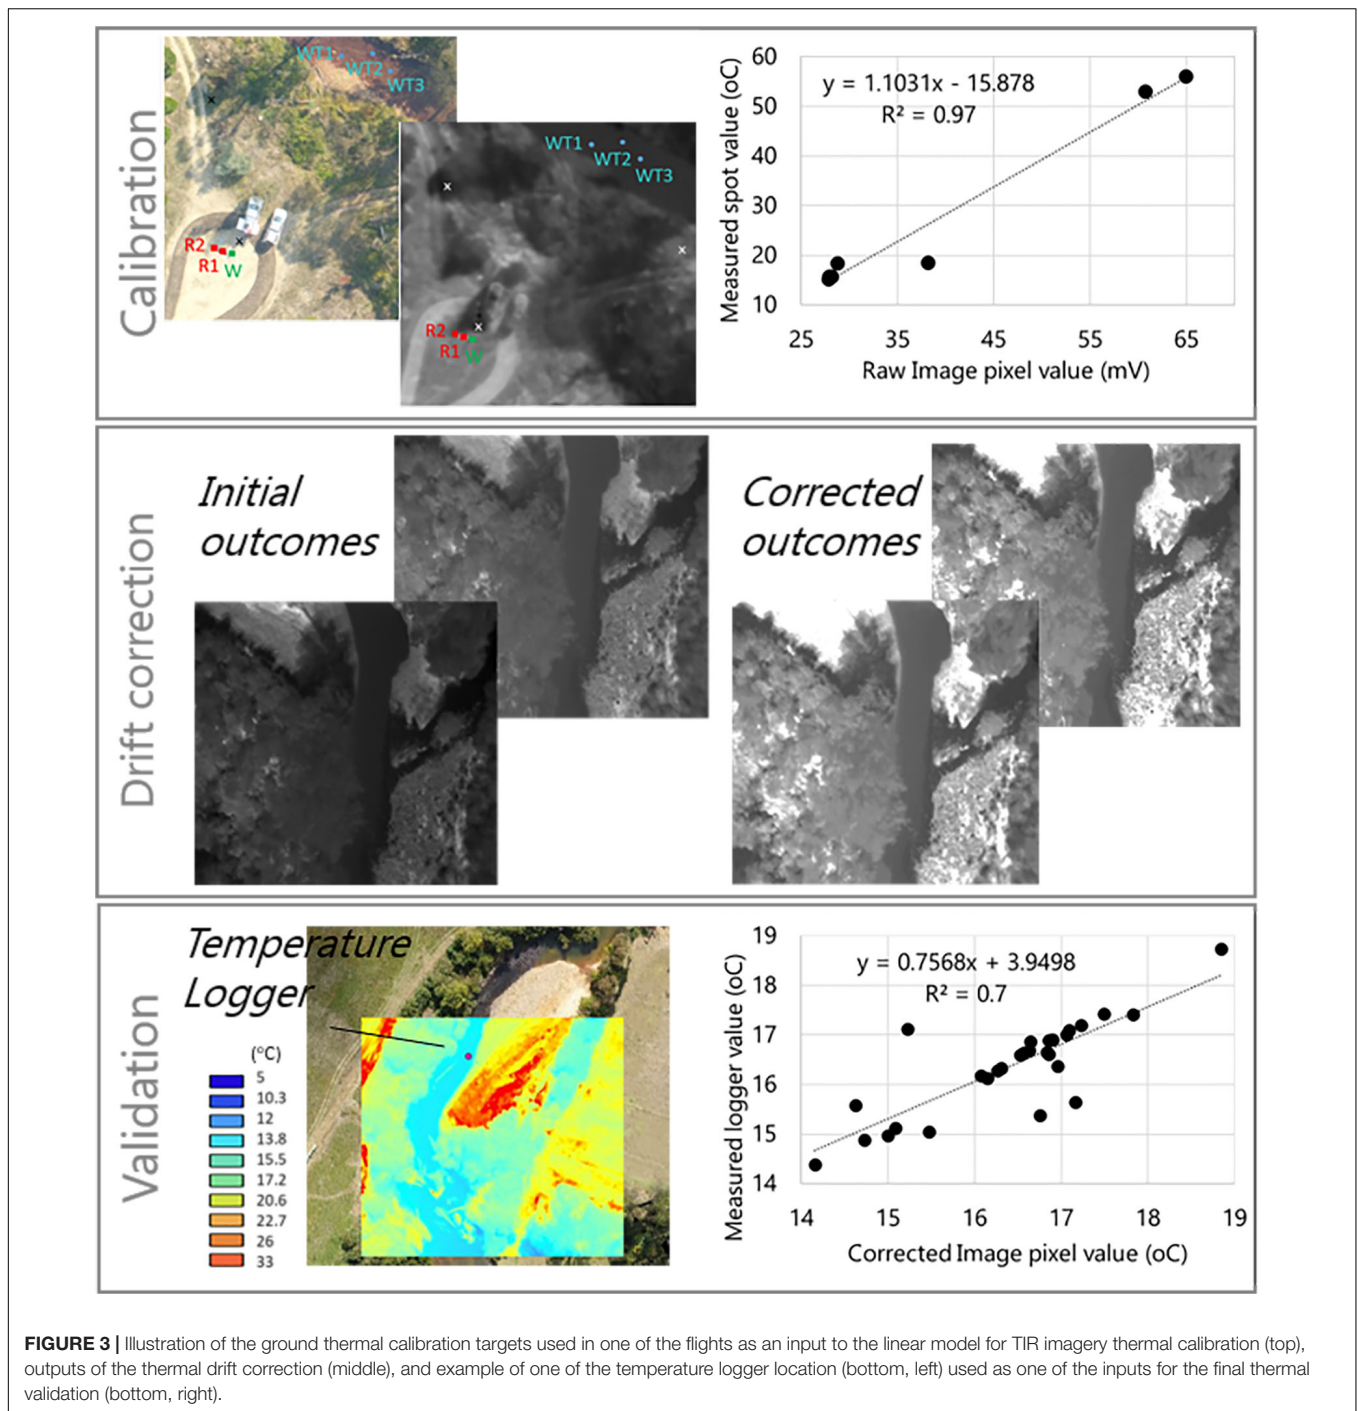 Calibration
WT1
WT2
WT3
R2
R1
W
WT1
WT2
WT3
R2
R1
W
y = 1.1031x - 15.878
R² = 0.97
Measured spot value (oC)
60
50
40
30
20
10
25 35 45 55 65
Raw Image pixel value (mV)
Drift correction
Initial
outcomes
Corrected
outcomes
Validation
Temperature
Logger
(°C)
5
10.3
12
13.8
15.5
17.2
20.6
22.7
26
33
y = 0.7568x + 3.9498
R² = 0.7
Measured logger value (oC)
19
18
17
16
15
14
14 15 16 17 18 19
Corrected Image pixel value (oC)
FIGURE 3 | Illustration of the ground thermal calibration targets used in one of the flights as an input to the linear model for TIR imagery thermal calibration (top),
outputs of the thermal drift correction (middle), and example of one of the temperature logger location (bottom, left) used as one of the inputs for the final thermal
validation (bottom, right).